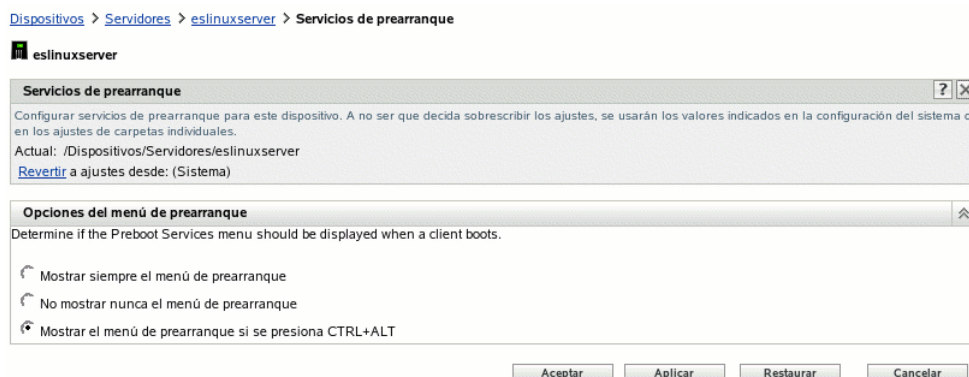 Dispositivos > Servidores > eslinuxserver > Servicios de prearranque
eslinuxserver
Servicios de prearranque
Configurar servicios de prearranque para este dispositivo. A no ser que decida sobrescribir los ajustes, se usarán los valores indicados en la configuración del sistema
en los ajustes de carpetas individuales.
Actual: /Dispositivos/Servidores/eslinuxserver
Revertir a ajustes desde: (Sistema)
Opciones del menú de prearranque
Determine if the Preboot Services menu should be displayed when a client boots.
Mostrar siempre el menú de prearranque
No mostrar nunca el menú de prearranque
Mostrar el menú de prearranque si se presiona CTRL+ALT
Aceptar Aplicar Restaurar Cancelar